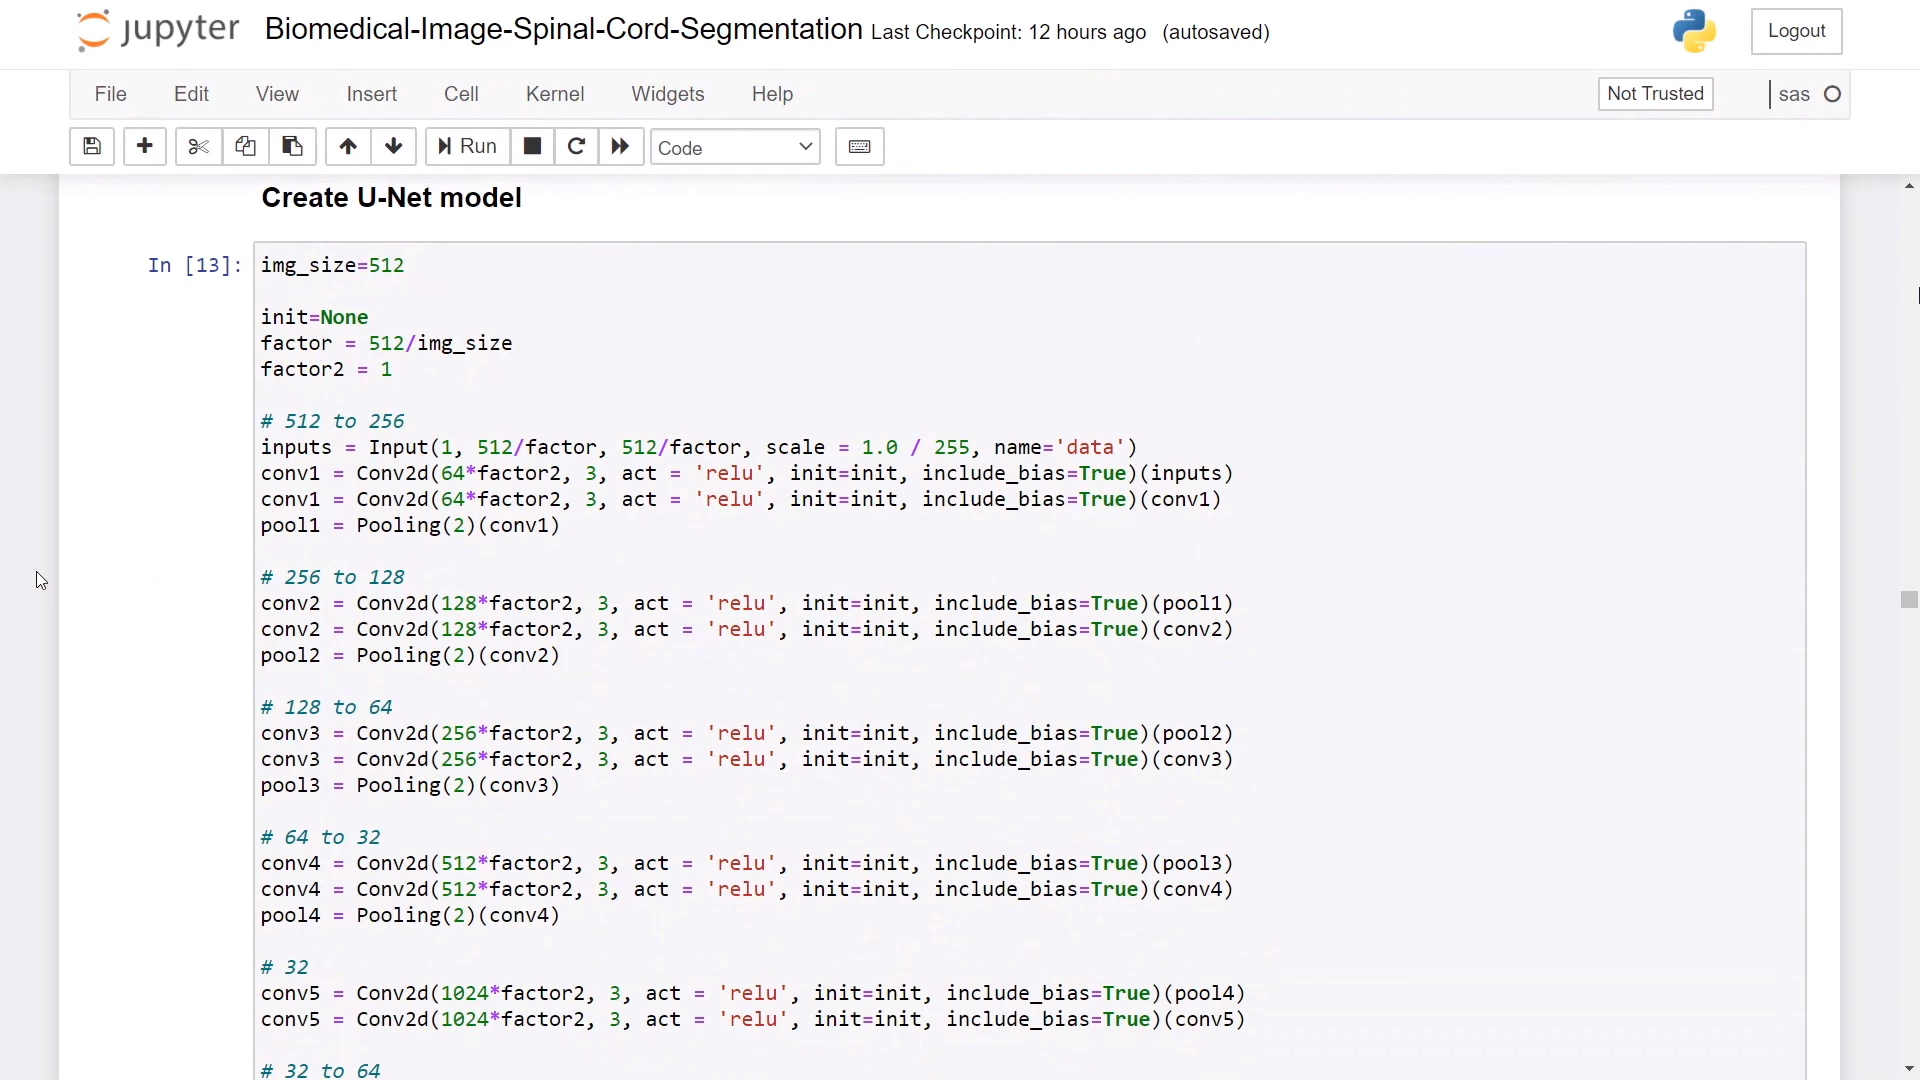 jupyter Biomedical-Image-Spinal-Cord-Segmentation Last Checkpoint: 12 hours ago (autosaved) Logout
File Edit View Insert Cell Kernel Widgets Help Not Trusted sas
Run Code
Create U-Net model
In [13]: img_size=512
init=None
factor = 512/img_size
factor2 = 1
# 512 to 256
inputs = Input(1, 512/factor, 512/factor, scale = 1.0 / 255, name='data')
conv1 = Conv2d(64*factor2, 3, act = 'relu', init=init, include_bias=True)(inputs)
conv1 = Conv2d(64*factor2, 3, act = 'relu', init=init, include_bias=True)(conv1)
pool1 = Pooling(2)(conv1)
# 256 to 128
conv2 = Conv2d(128*factor2, 3, act = 'relu', init=init, include_bias=True)(pool1)
conv2 = Conv2d(128*factor2, 3, act = 'relu', init=init, include_bias=True)(conv2)
pool2 = Pooling(2)(conv2)
# 128 to 64
conv3 = Conv2d(256*factor2, 3, act = 'relu', init=init, include_bias=True)(pool2)
conv3 = Conv2d(256*factor2, 3, act = 'relu', init=init, include_bias=True)(conv3)
pool3 = Pooling(2)(conv3)
# 64 to 32
conv4 = Conv2d(512*factor2, 3, act = 'relu', init=init, include_bias=True)(pool3)
conv4 = Conv2d(512*factor2, 3, act = 'relu', init=init, include_bias=True)(conv4)
pool4 = Pooling(2)(conv4)
# 32
conv5 = Conv2d(1024*factor2, 3, act = 'relu', init=init, include_bias=True)(pool4)
conv5 = Conv2d(1024*factor2, 3, act = 'relu', init=init, include_bias=True)(conv5)
# 32 to 64